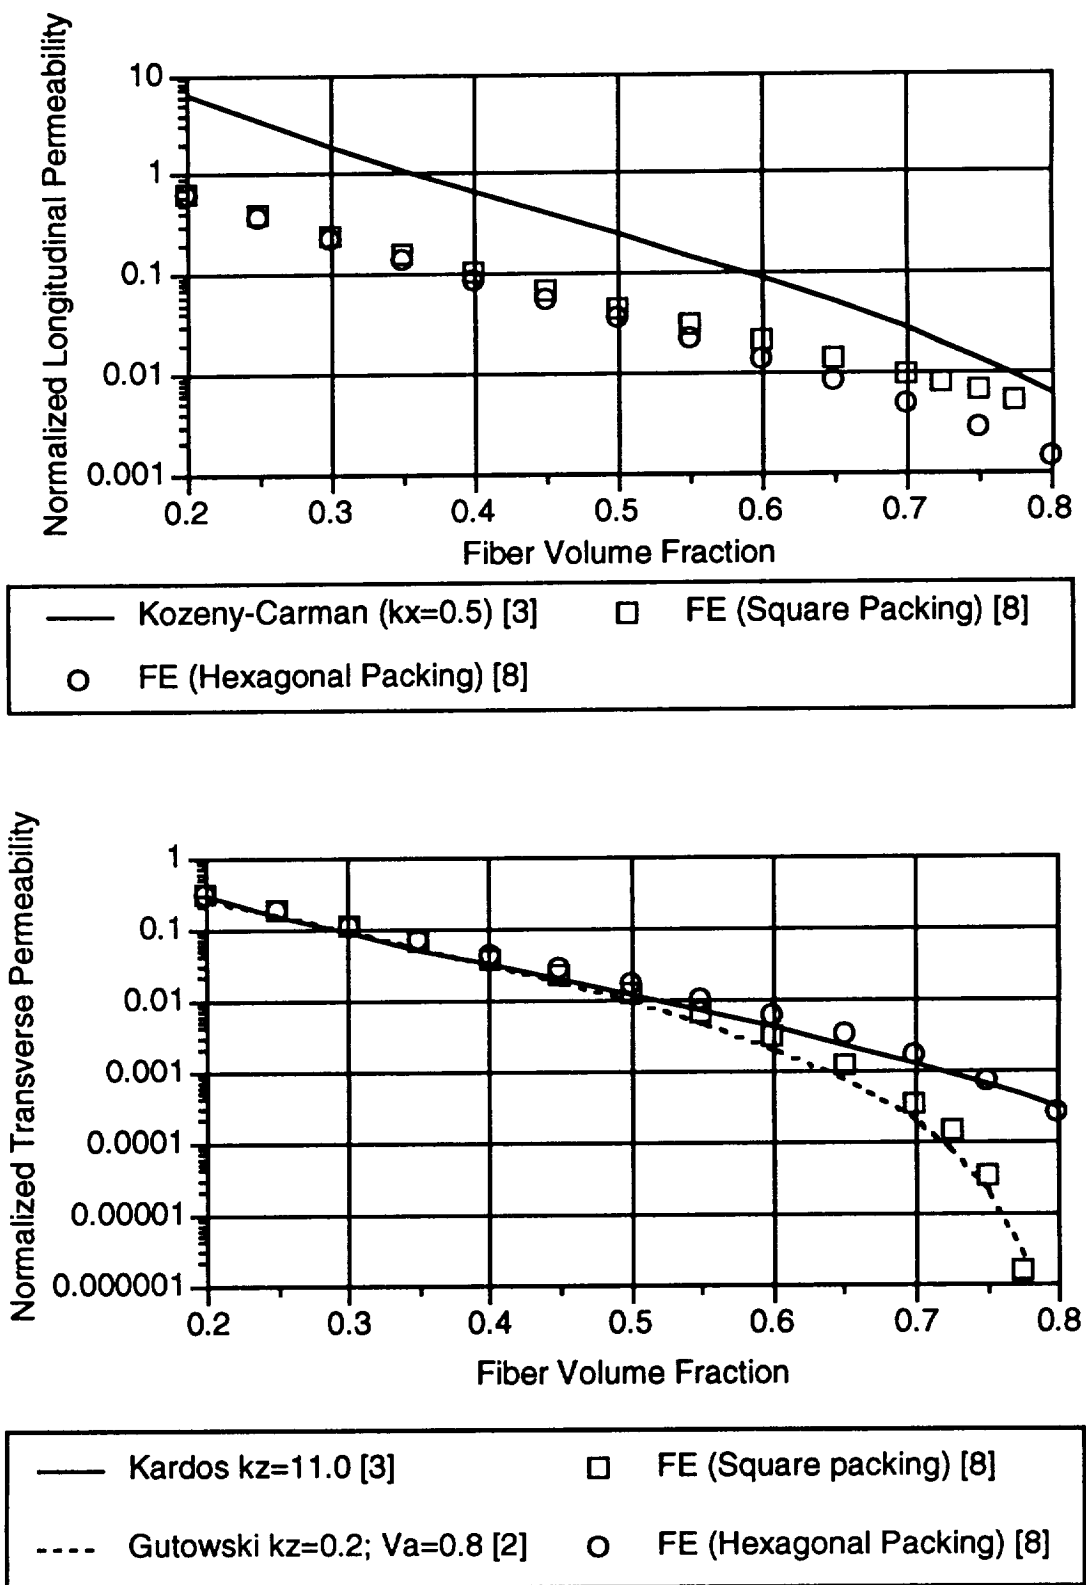 Normalized Longitudinal Permeability
10
1
0.1
0.01
0.001
0.2 0.3 0.4 0.5 0.6 0.7 0.8
Fiber Volume Fraction
Kozeny-Carman (kx=0.5) [3]
FE (Square Packing) [8]
FE (Hexagonal Packing) [8]
Normalized Transverse Permeability
1
0.1
0.01
0.001
0.0001
0.00001
0.000001
0.2 0.3 0.4 0.5 0.6 0.7 0.8
Fiber Volume Fraction
Kardos kz=11.0 [3]
FE (Square packing) [8]
Gutowski kz=0.2; Va=0.8 [2]
FE (Hexagonal Packing) [8]